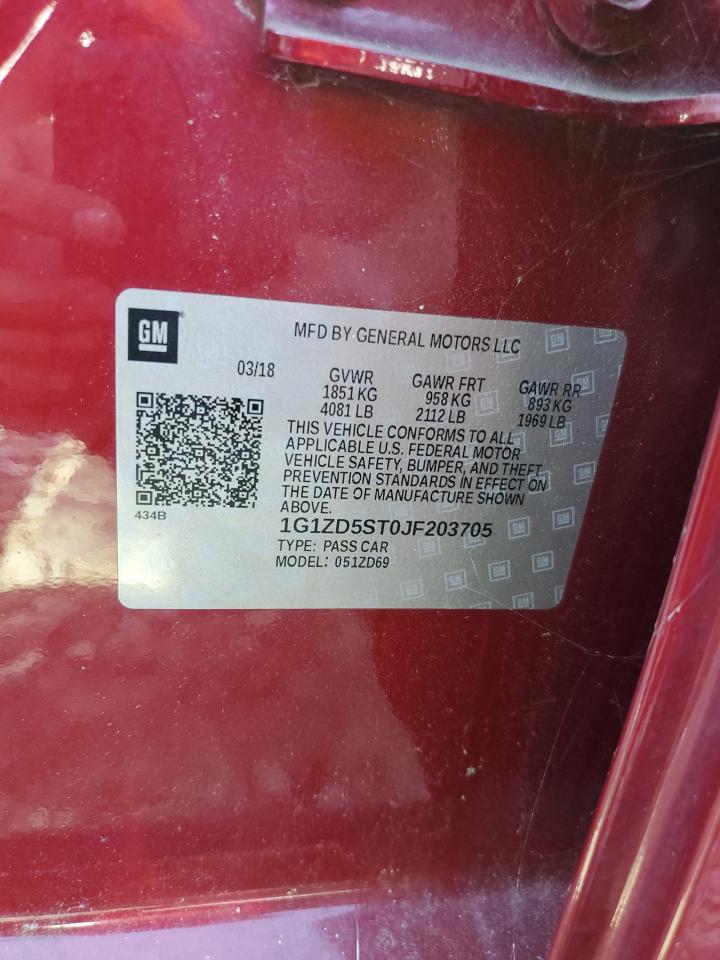 GM
MFD BY GENERAL MOTORS LLC
03/18
GVWR GAWR FRT GAWR RR
1851 KG 958 KG 893 KG
4081 LB 2112 LB 1969 LB
THIS VEHICLE CONFORMS TO ALL
APPLICABLE U.S. FEDERAL MOTOR
VEHICLE SAFETY, BUMPER, AND THEFT
PREVENTION STANDARDS IN EFFECT ON
THE DATE OF MANUFACTURE SHOWN
ABOVE.
434B
1G1ZD5ST0JF203705
TYPE: PASS CAR
MODEL: 051ZD69